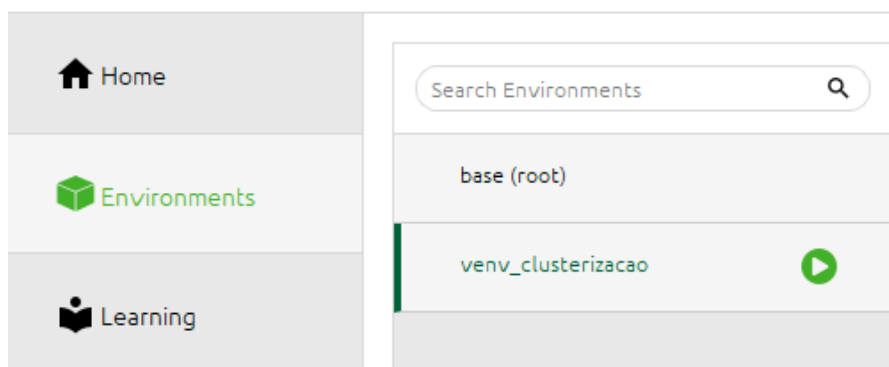 Home
Environments
Learning
Search Environments
base (root)
venv_clusterizacao